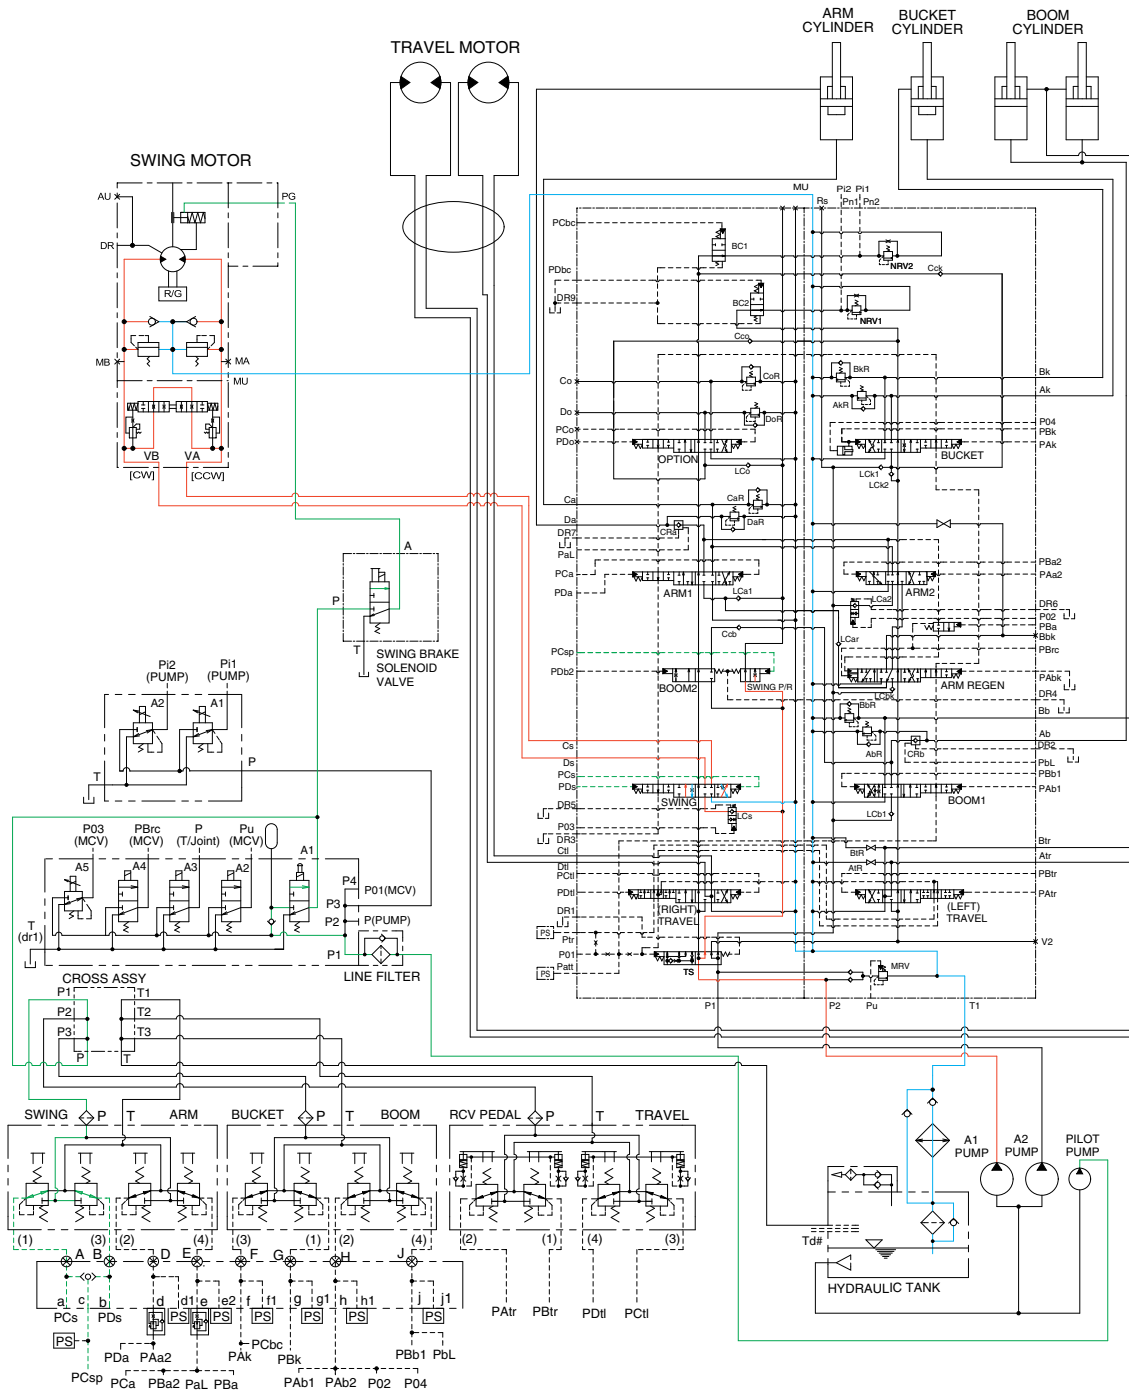 ARM
CYLINDER
BUCKET
CYLINDER
BOOM
CYLINDER
TRAVEL MOTOR
SWING MOTOR
AU
PG
DR
R/G
MB
MA
MU
VB
VA
[CW]
[CCW]
MU
Rs
Pi2
Pi1
Pn1
Pn2
PCbc
BC1
NRV2
Cck
PDbc
DR9
BC2
NRV1
Cco
Co
CoR
BkR
Bk
Do
DoR
AkR
Ak
PCo
PDo
P04
PBk
PAk
OPTION
BUCKET
LCo
LCk1
LCk2
Ca
CaR
Da
DaR
DR7
CRa
PaL
PCa
PDa
ARM1
ARM2
PBa2
PAa2
LCa1
LCa2
DR6
P02
PBa
Bbk
PBrc
Ccb
LCar
PCsp
PDb2
BOOM2
SWING P/R
LCbk
ARM REGEN
PAbk
DR4
BbR
Bb
AbR
CRb
Ab
DR2
PbL
PBb1
PAb1
Cs
Ds
PCs
PDs
SWING
BOOM1
DR5
P03
DR3
LCs
LCb1
Ctl
Dtl
PCtl
PDtl
BtR
AtR
Btr
Atr
PBtr
PAtr
(RIGHT)
TRAVEL
(LEFT)
TRAVEL
DR1
PS
Ptr
P01
Patt
PS
TS
MRV
V2
P1
P2
Pu
T1
A
P
T
SWING BRAKE
SOLENOID
VALVE
Pi2
(PUMP)
Pi1
(PUMP)
A2
A1
T
P
P03
(MCV)
PBrc
(MCV)
P
(T/Joint)
Pu
(MCV)
A5
A4
A3
A2
A1
P4
P01(MCV)
P3
P2
P(PUMP)
P1
T
(dr1)
LINE FILTER
CROSS ASSY
P1
T1
P2
T2
P3
T3
P
T
SWING
P
T
ARM
BUCKET
P
T
BOOM
RCV PEDAL
P
T
TRAVEL
(1)
(3)
(2)
(4)
(3)
(1)
(2)
(4)
(2)
(1)
(4)
(3)
A
B
D
E
F
G
H
J
a
c
b
d
d1
e
e2
f
f1
g
g1
h
h1
j
j1
PS
PS
PS
PS
PS
PS
PS
PCs
PDs
PCsp
PDa
PAa2
PCa
PBa2
PaL
PBa
PCbc
PAk
PBk
PAb1
PAb2
P02
P04
PBb1
PbL
PAtr
PBtr
PDtl
PCtl
A1
PUMP
A2
PUMP
PILOT
PUMP
Td#
HYDRAULIC TANK